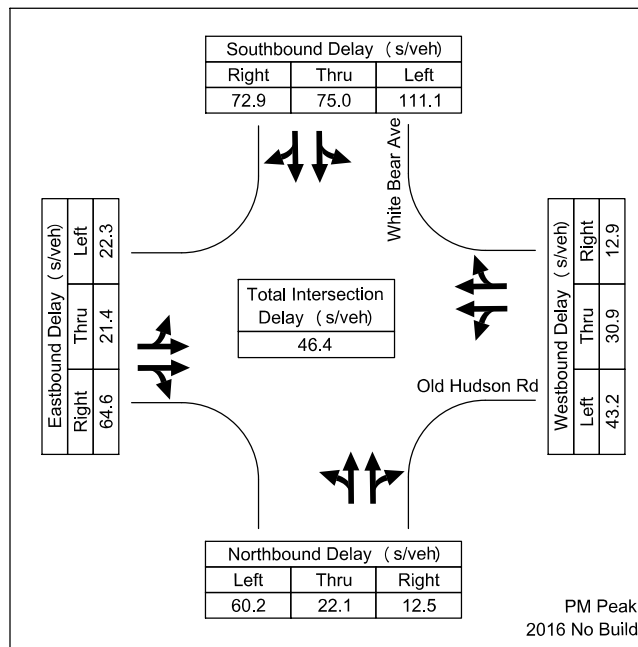 Southbound Delay ( s/veh)
Right Thru Left
72.9 75.0 111.1
White Bear Ave
Eastbound Delay ( s/veh)
Right Thru Left
64.6 21.4 22.3
Total Intersection
Delay ( s/veh)
46.4
Westbound Delay ( s/veh)
Left Thru Right
43.2 30.9 12.9
Old Hudson Rd
Northbound Delay ( s/veh)
Left Thru Right
60.2 22.1 12.5
PM Peak
2016 No Build